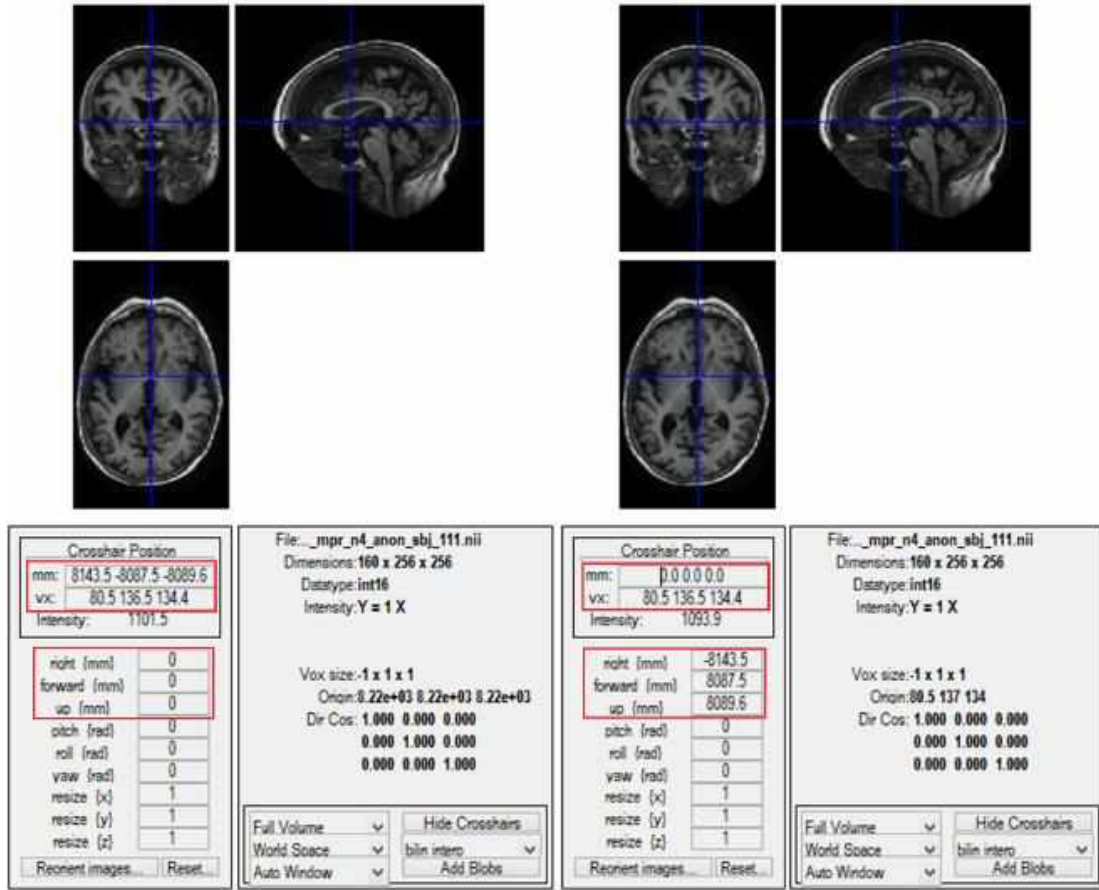 Crosshair Position
mm: 8143.5 -8087.5 -8089.6
vx: 80.5 136.5 134.4
Intensity: 1101.5
right {mm} 0
forward {mm} 0
up {mm} 0
pitch {rad} 0
roll {rad} 0
yaw {rad} 0
resize {x} 1
resize {y} 1
resize {z} 1
Reorient images... Reset...
File:..._mpr_n4_anon_sbj_111.nii
Dimensions:160 x 256 x 256
Datatype:int16
Intensity:Y = 1 X
Vox size:-1 x 1 x 1
Origin:8.22e+03 8.22e+03 8.22e+03
Dir Cos: 1.000 0.000 0.000
0.000 1.000 0.000
0.000 0.000 1.000
Full Volume Hide Crosshairs
World Space bilin interp
Auto Window Add Blobs
Crosshair Position
mm: 0.0 0.0 0.0
vx: 80.5 136.5 134.4
Intensity: 1093.9
right {mm} -8143.5
forward {mm} 8087.5
up {mm} 8089.6
pitch {rad} 0
roll {rad} 0
yaw {rad} 0
resize {x} 1
resize {y} 1
resize {z} 1
Reorient images... Reset...
File:..._mpr_n4_anon_sbj_111.nii
Dimensions:160 x 256 x 256
Datatype:int16
Intensity:Y = 1 X
Vox size:-1 x 1 x 1
Origin:80.5 137 134
Dir Cos: 1.000 0.000 0.000
0.000 1.000 0.000
0.000 0.000 1.000
Full Volume Hide Crosshairs
World Space bilin interp
Auto Window Add Blobs